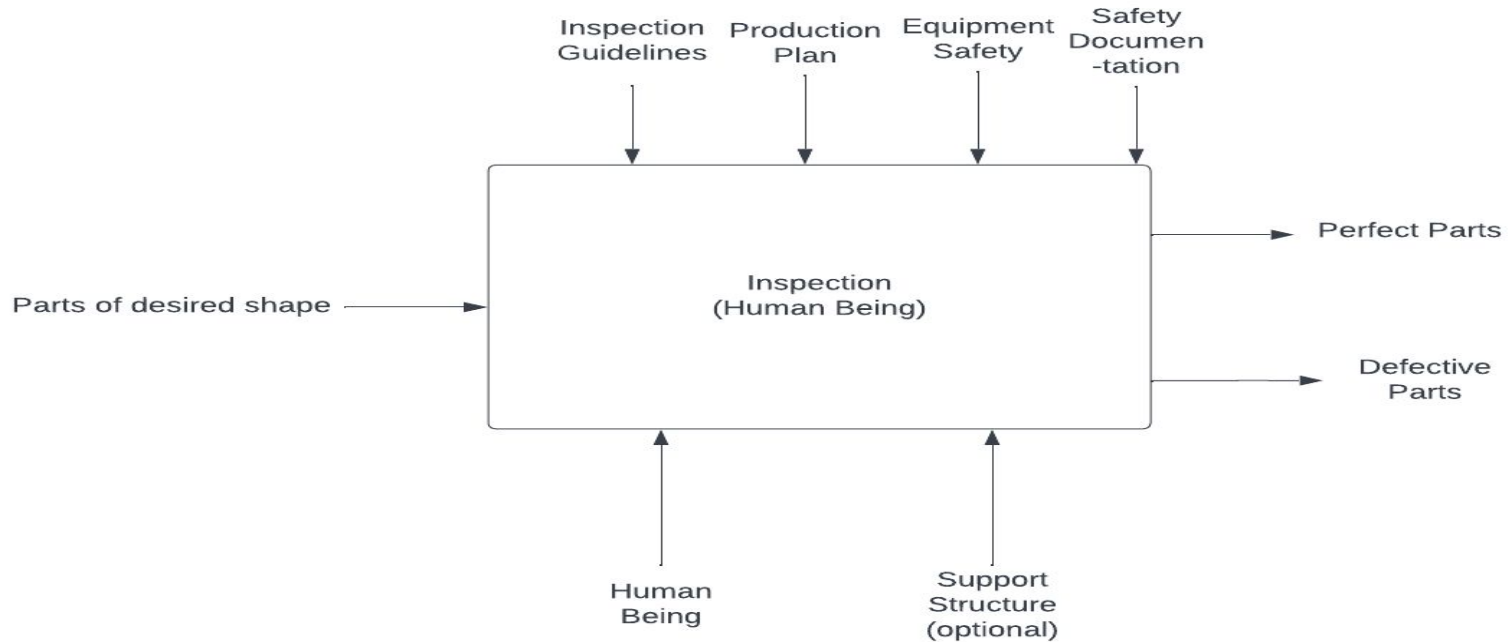 Inspection
Guidelines
Production
Plan
Equipment
Safety
Safety
Documen
-tation
Perfect Parts
Inspection
(Human Being)
Parts of desired shape
Defective
Parts
Human
Being
Support
Structure
(optional)